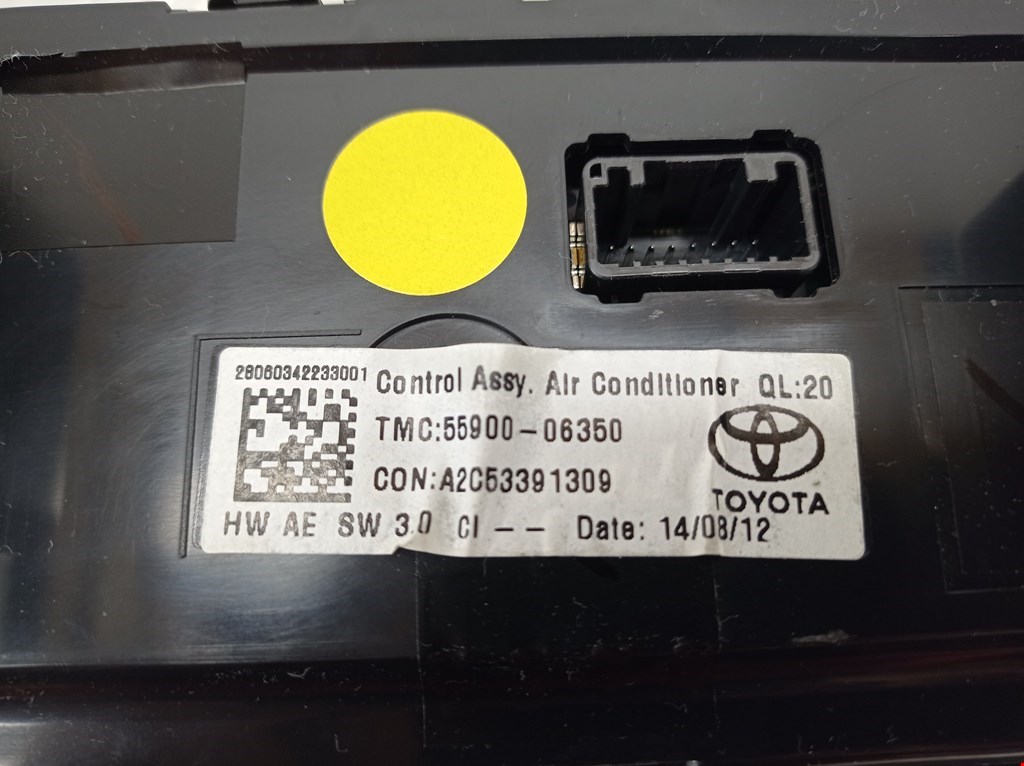 28060342233001
Control Assy. Air Conditioner QL:20
TMC:55900-06350
CON:A2C53391309
TOYOTA
HW AE SW 3.0 CI -- Date: 14/08/12